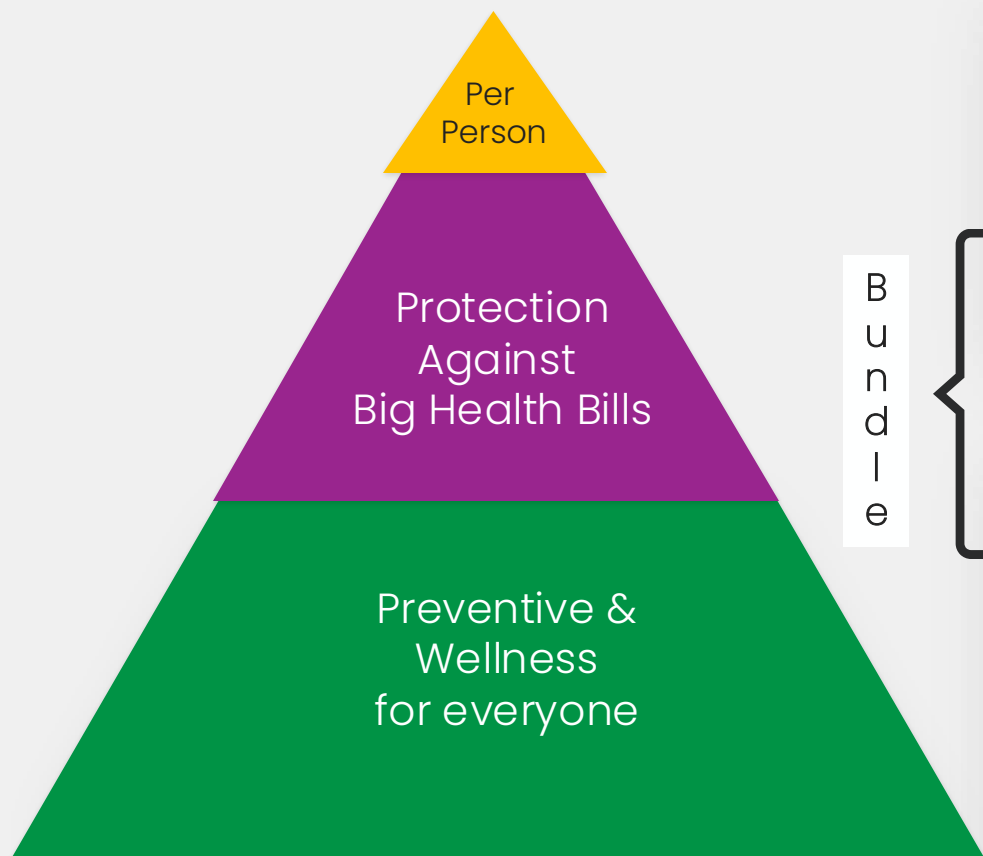 Per
Person
Protection
Against
Big Health Bills
Preventive &
Wellness
for everyone
B
u
n
d
l
e